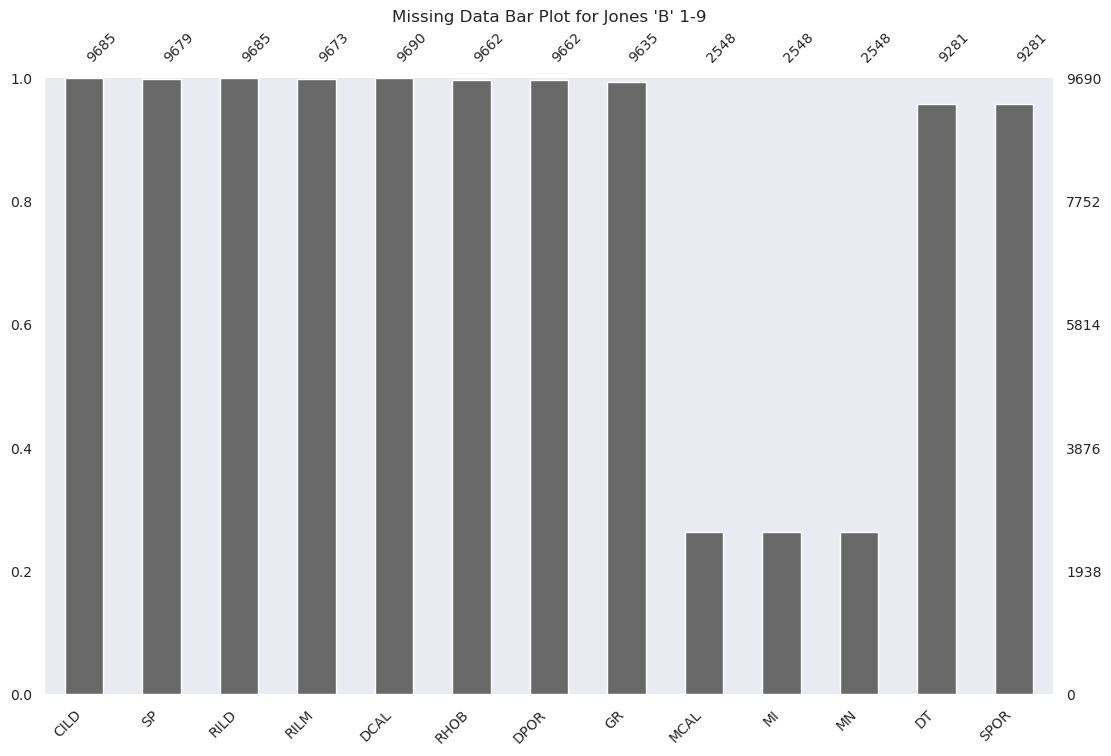 Missing Data Bar Plot for Jones 'B' 1-9
9685 9679 9685 9673 9690 9662 9662 9635 2548 2548 2548 9281 9281
1.0 9690
0.8 7752
0.6 5814
0.4 3876
0.2 1938
0.0 0
CILD SP RILD RILM DCAL RHOB DPOR GR MCAL MI MN DT SPOR